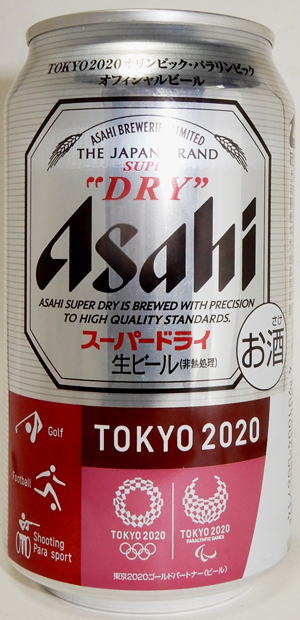 TOKYO2020オリンピック・パラリンピック
オフィシャルビール
ASAHI BREWERIES LIMITED
THE JAPAN BRAND
SUPER
"DRY"
Asahi
ASAHI SUPER DRY IS BREWED WITH PRECISION
TO HIGH QUALITY STANDARDS.
スーパードライ
生ビール(非熱処理)
さけ
お酒
Golf
Football
Shooting
Para sport
TOKYO 2020
TOKYO 2020
TOKYO 2020
PARALYMPIC GAMES
東京2020ゴールドパートナー(ビール)